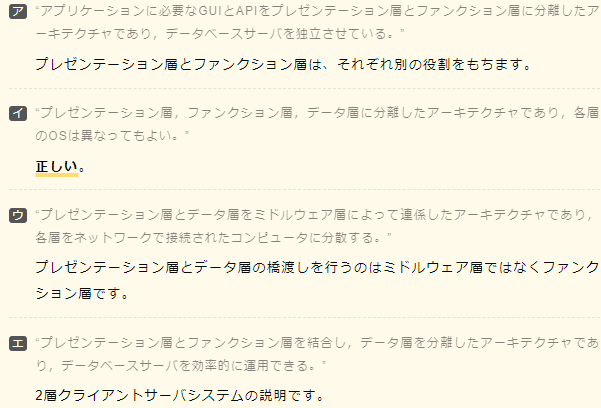 ア “アプリケーションに必要なGUIとAPIをプレゼンテーション層とファンクション層に分離したア
ーキテクチャであり，データベースサーバを独立させている。”
プレゼンテーション層とファンクション層は、それぞれ別の役割をもちます。
イ “プレゼンテーション層，ファンクション層，データ層に分離したアーキテクチャであり，各層
のOSは異なってもよい。”
正しい。
ウ “プレゼンテーション層とデータ層をミドルウェア層によって連係したアーキテクチャであり，
各層をネットワークで接続されたコンピュータに分散する。”
プレゼンテーション層とデータ層の橋渡しを行うのはミドルウェア層ではなくファンク
ション層です。
エ “プレゼンテーション層とファンクション層を結合し，データ層を分離したアーキテクチャであ
り，データベースサーバを効率的に運用できる。”
2層クライアントサーバシステムの説明です。